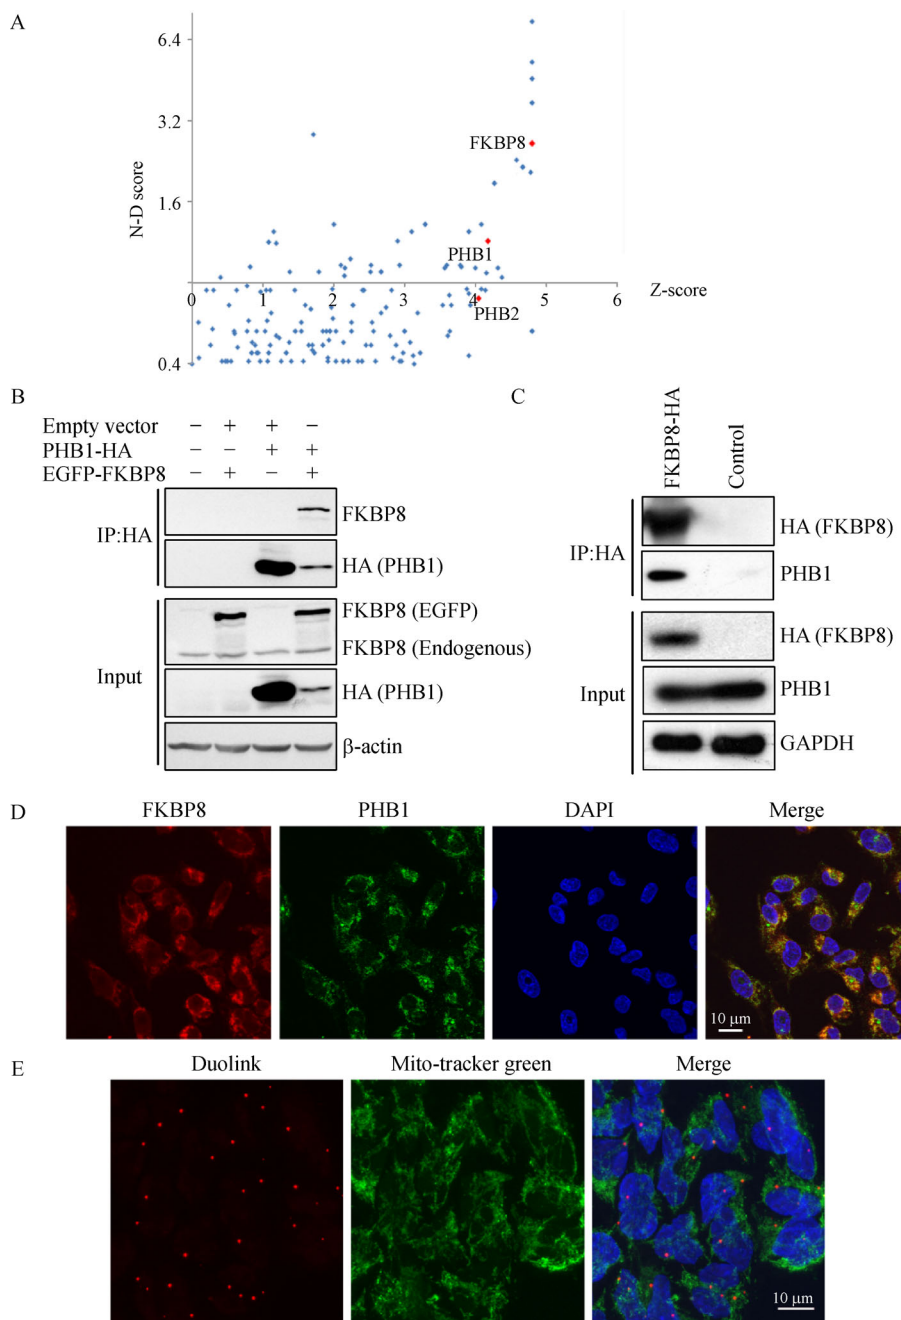 A
6.4
3.2
1.6
0.4
N-D score
FKBP8
PHB1
PHB2
0 1 2 3 4 5 6
Z-score
B
Empty vector − + + −
PHB1-HA − − + +
EGFP-FKBP8 − + − +
IP:HA
FKBP8
HA (PHB1)
Input
FKBP8 (EGFP)
FKBP8 (Endogenous)
HA (PHB1)
β-actin
C
FKBP8-HA
Control
IP:HA
HA (FKBP8)
PHB1
Input
HA (FKBP8)
PHB1
GAPDH
D
FKBP8 PHB1 DAPI Merge
10 μm
E
Duolink Mito-tracker green Merge
10 μm